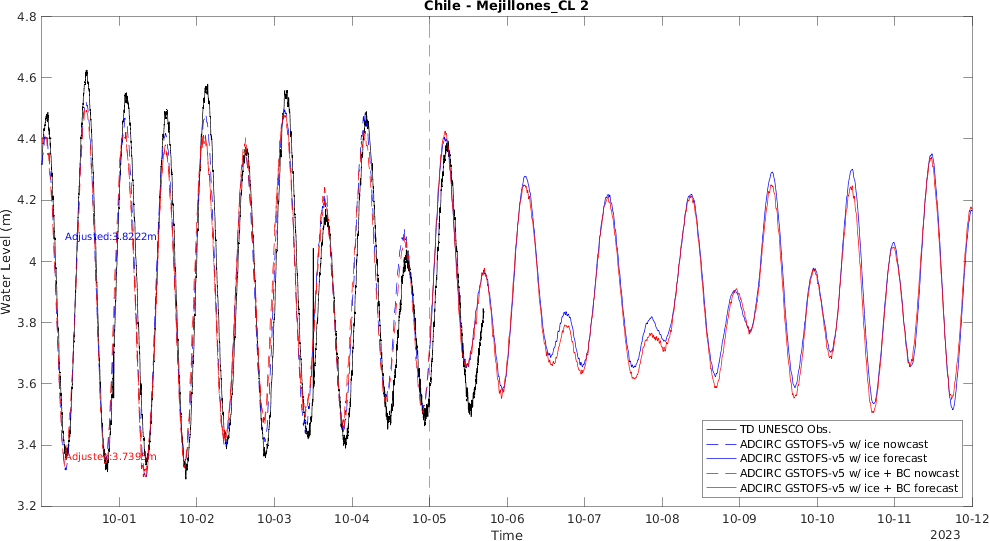 Chile - Mejillones_CL 2
4.8
4.6
4.4
4.2
4
3.8
3.6
3.4
3.2
Water Level (m)
Adjusted:3.8222m
Adjusted:3.7395m
TD UNESCO Obs.
ADCIRC GSTOFS-v5 w/ ice nowcast
ADCIRC GSTOFS-v5 w/ ice forecast
ADCIRC GSTOFS-v5 w/ ice + BC nowcast
ADCIRC GSTOFS-v5 w/ ice + BC forecast
10-01 10-02 10-03 10-04 10-05 10-06 10-07 10-08 10-09 10-10 10-11 10-12
Time
2023